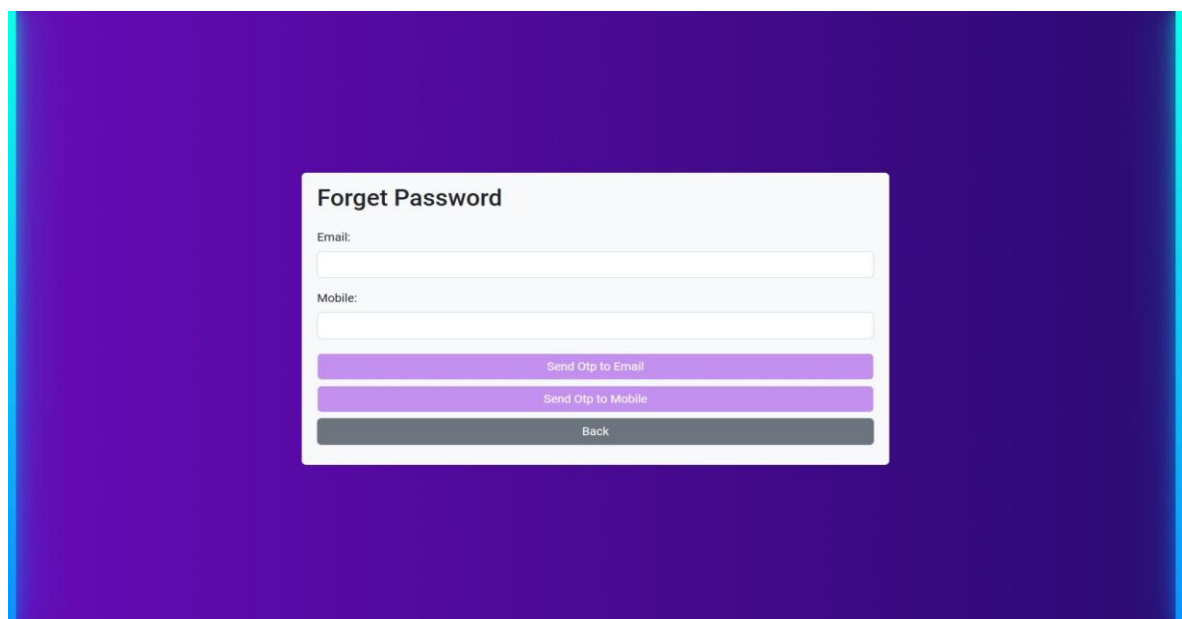 Forget Password
Email:
Mobile:
Send Otp to Email
Send Otp to Mobile
Back